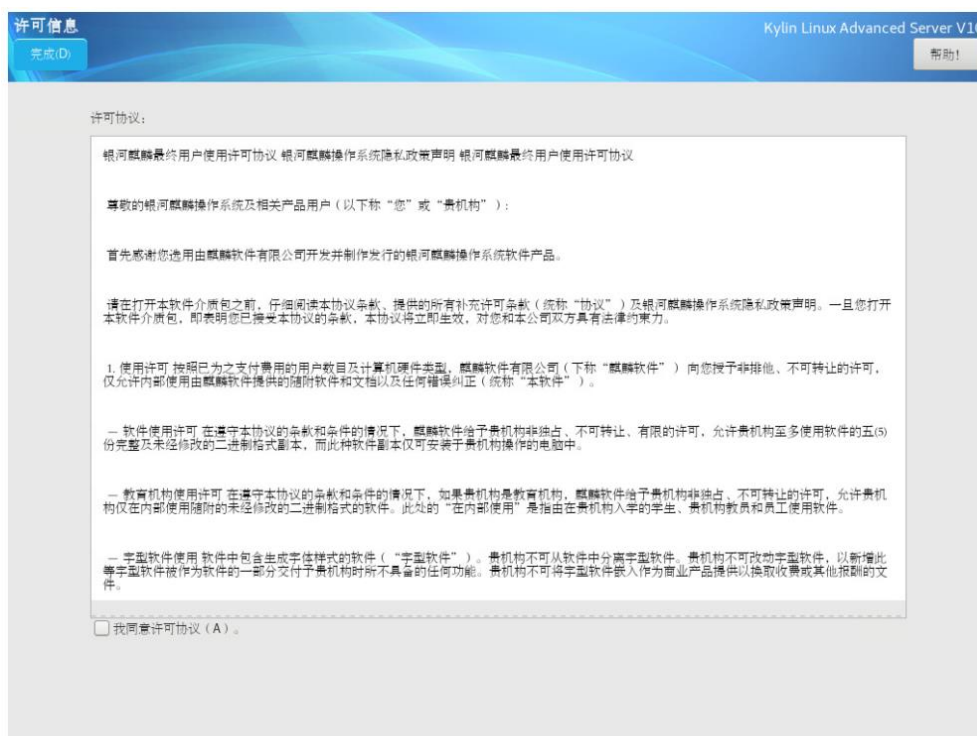 许可信息
Kylin Linux Advanced Server V10
完成(D)
帮助!
许可协议：
银河麒麟最终用户使用许可协议 银河麒麟操作系统隐私政策声明 银河麒麟最终用户使用许可协议
尊敬的银河麒麟操作系统及相关产品用户（以下称“您”或“贵机构”）：
首先感谢您选用由麒麟软件有限公司开发并制作发行的银河麒麟操作系统软件产品。
请在打开本软件介质包之前，仔细阅读本协议条款、提供的所有补充许可条款（统称“协议”）及银河麒麟操作系统隐私政策声明。一旦您打开
本软件介质包，即表明您已接受本协议的条款，本协议将立即生效，对您和本公司双方具有法律约束力。
1. 使用许可 按照已为之支付费用的用户数目及计算机硬件类型，麒麟软件有限公司（下称“麒麟软件”）向您授予非排他、不可转让的许可，
仅允许内部使用由麒麟软件提供的随附软件和文档以及任何错误纠正（统称“本软件”）。
— 软件使用许可 在遵守本协议的条款和条件的情况下，麒麟软件给予贵机构非独占、不可转让、有限的许可，允许贵机构至多使用软件的五(5)
份完整及未经修改的二进制格式副本，而此种软件副本仅可安装于贵机构操作的电脑中。
— 教育机构使用许可 在遵守本协议的条款和条件的情况下，如果贵机构是教育机构，麒麟软件给予贵机构非独占、不可转让的许可，允许贵机
构仅在内部使用随附的未经修改的二进制格式的软件。此处的“在内部使用”是指由在贵机构入学的学生、贵机构教员和员工使用软件。
— 字型软件使用 软件中包含生成字体样式的软件（“字型软件”）。贵机构不可从软件中分离字型软件。贵机构不可改动字型软件，以新增此
等字型软件被作为软件的一部分交付予贵机构时所不具备的任何功能。贵机构不可将字型软件嵌入作为商业产品提供以换取收费或其他报酬的文
件。
我同意许可协议（A）。